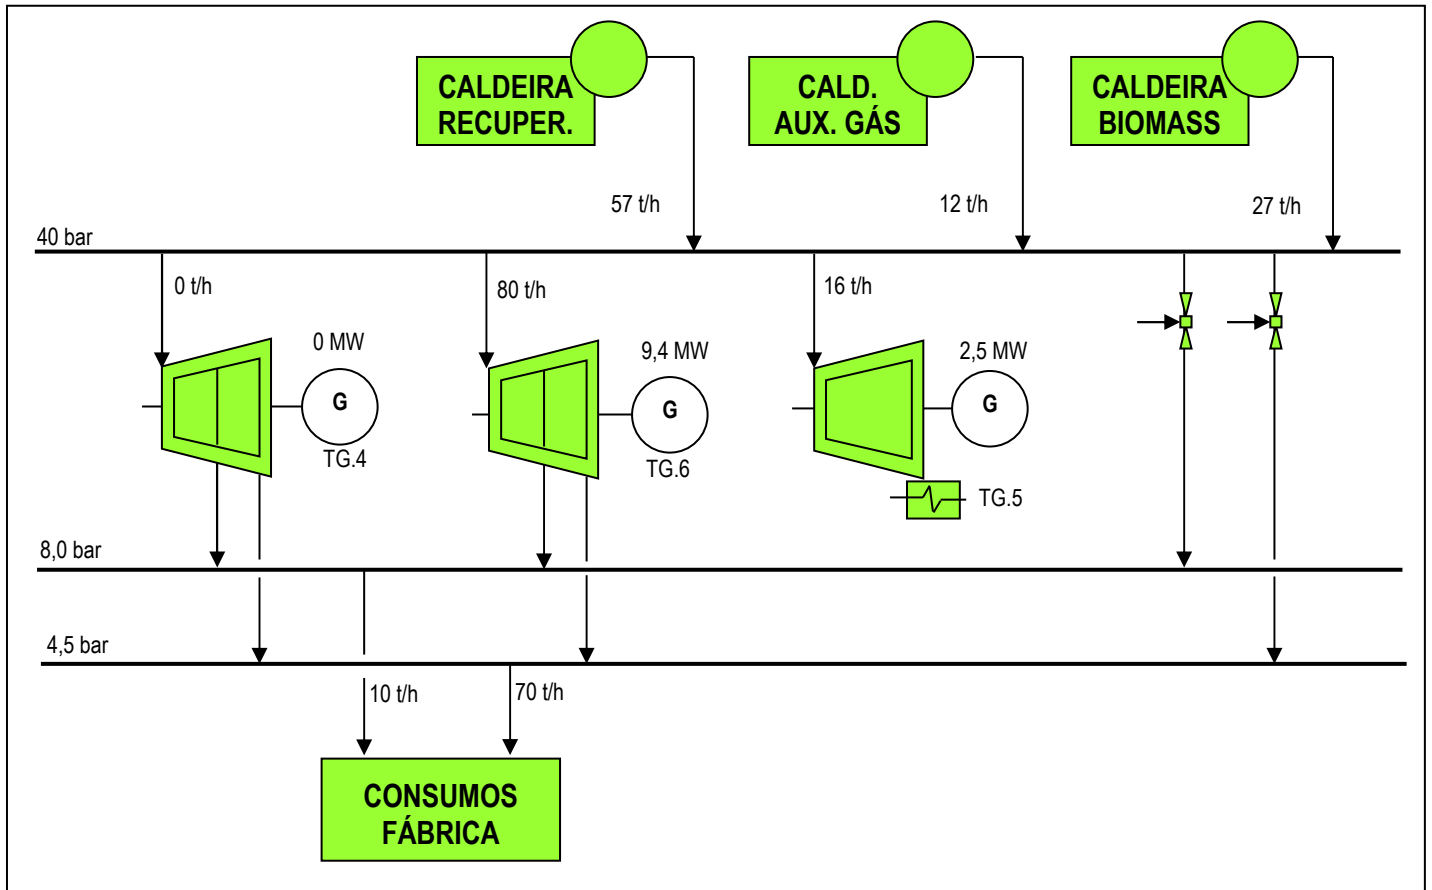 CALDEIRA
RECUPER.
CALD.
AUX. GÁS
CALDEIRA
BIOMASS
57 t/h
12 t/h
27 t/h
40 bar
0 t/h
80 t/h
16 t/h
0 MW
9,4 MW
2,5 MW
G
G
G
TG.4
TG.6
TG.5
8,0 bar
4,5 bar
10 t/h
70 t/h
CONSUMOS
FÁBRICA